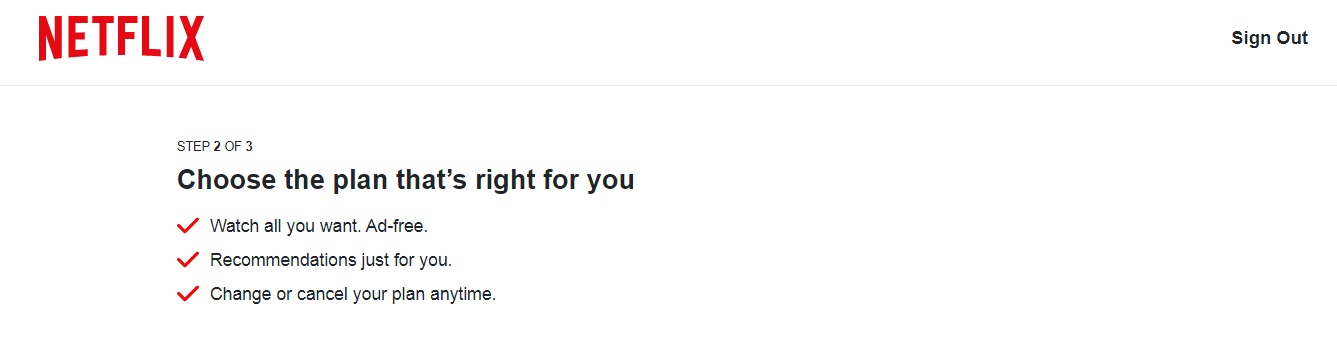 NETFLIX
Sign Out
STEP 2 OF 3
Choose the plan that’s right for you
Watch all you want. Ad-free.
Recommendations just for you.
Change or cancel your plan anytime.